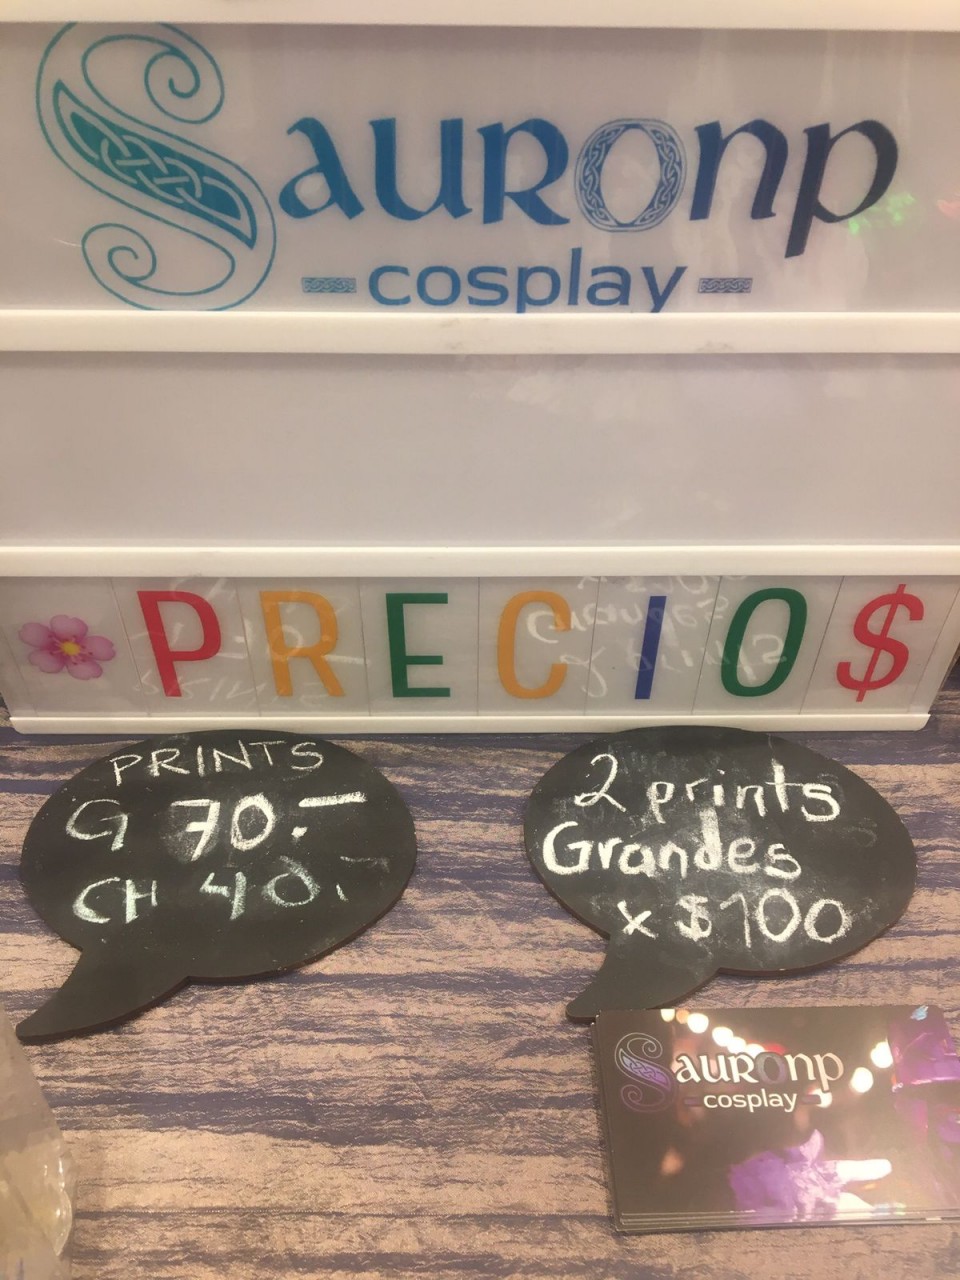 Sauronp
cosplay
PRECIO$
PRINTS
G 70.-
CH 40.-
2 prints
Grandes
x $100
Sauronp
cosplay